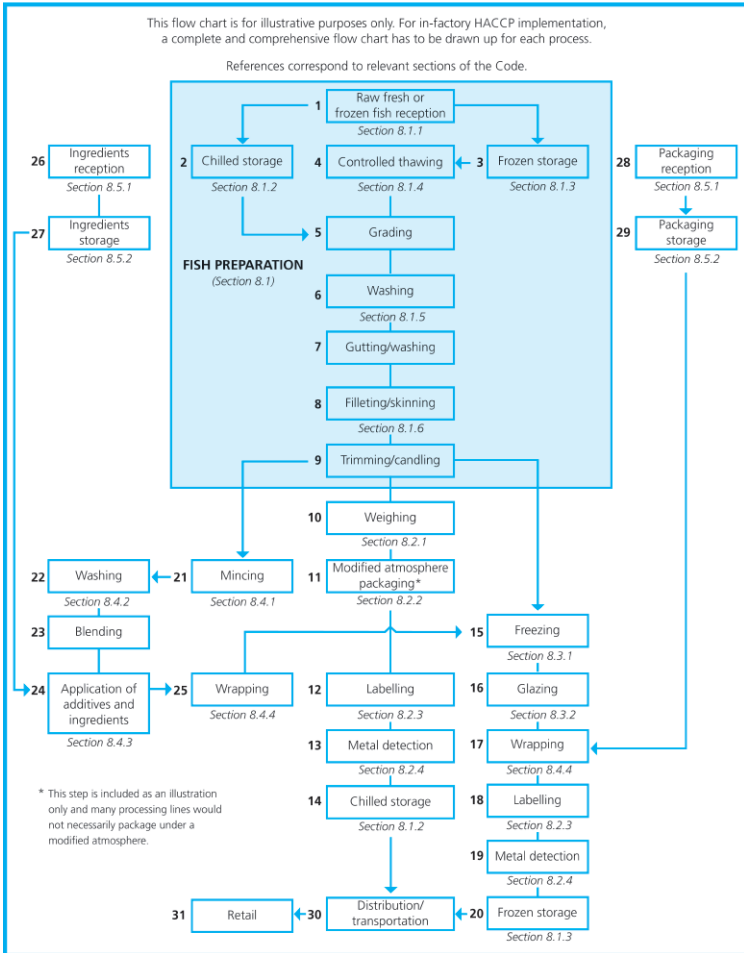 This flow chart is for illustrative purposes only. For in-factory HACCP implementation,
a complete and comprehensive flow chart has to be drawn up for each process.
References correspond to relevant sections of the Code.
1
Raw fresh or
frozen fish reception
Section 8.1.1
26
Ingredients
reception
Section 8.5.1
2
Chilled storage
Section 8.1.2
4
Controlled thawing
Section 8.1.4
3
Frozen storage
Section 8.1.3
28
Packaging
reception
Section 8.5.1
27
Ingredients
storage
Section 8.5.2
5
Grading
29
Packaging
storage
Section 8.5.2
FISH PREPARATION
(Section 8.1)
6
Washing
Section 8.1.5
7
Gutting/washing
8
Filleting/skinning
Section 8.1.6
9
Trimming/candling
10
Weighing
Section 8.2.1
22
Washing
Section 8.4.2
21
Mincing
Section 8.4.1
11
Modified atmosphere
packaging*
Section 8.2.2
23
Blending
15
Freezing
Section 8.3.1
24
Application of
additives and
ingredients
Section 8.4.3
25
Wrapping
Section 8.4.4
12
Labelling
Section 8.2.3
16
Glazing
Section 8.3.2
13
Metal detection
Section 8.2.4
17
Wrapping
Section 8.4.4
* This step is included as an illustration
only and many processing lines would
not necessarily package under a
modified atmosphere.
14
Chilled storage
Section 8.1.2
18
Labelling
Section 8.2.3
19
Metal detection
Section 8.2.4
31
Retail
30
Distribution/
transportation
20
Frozen storage
Section 8.1.3